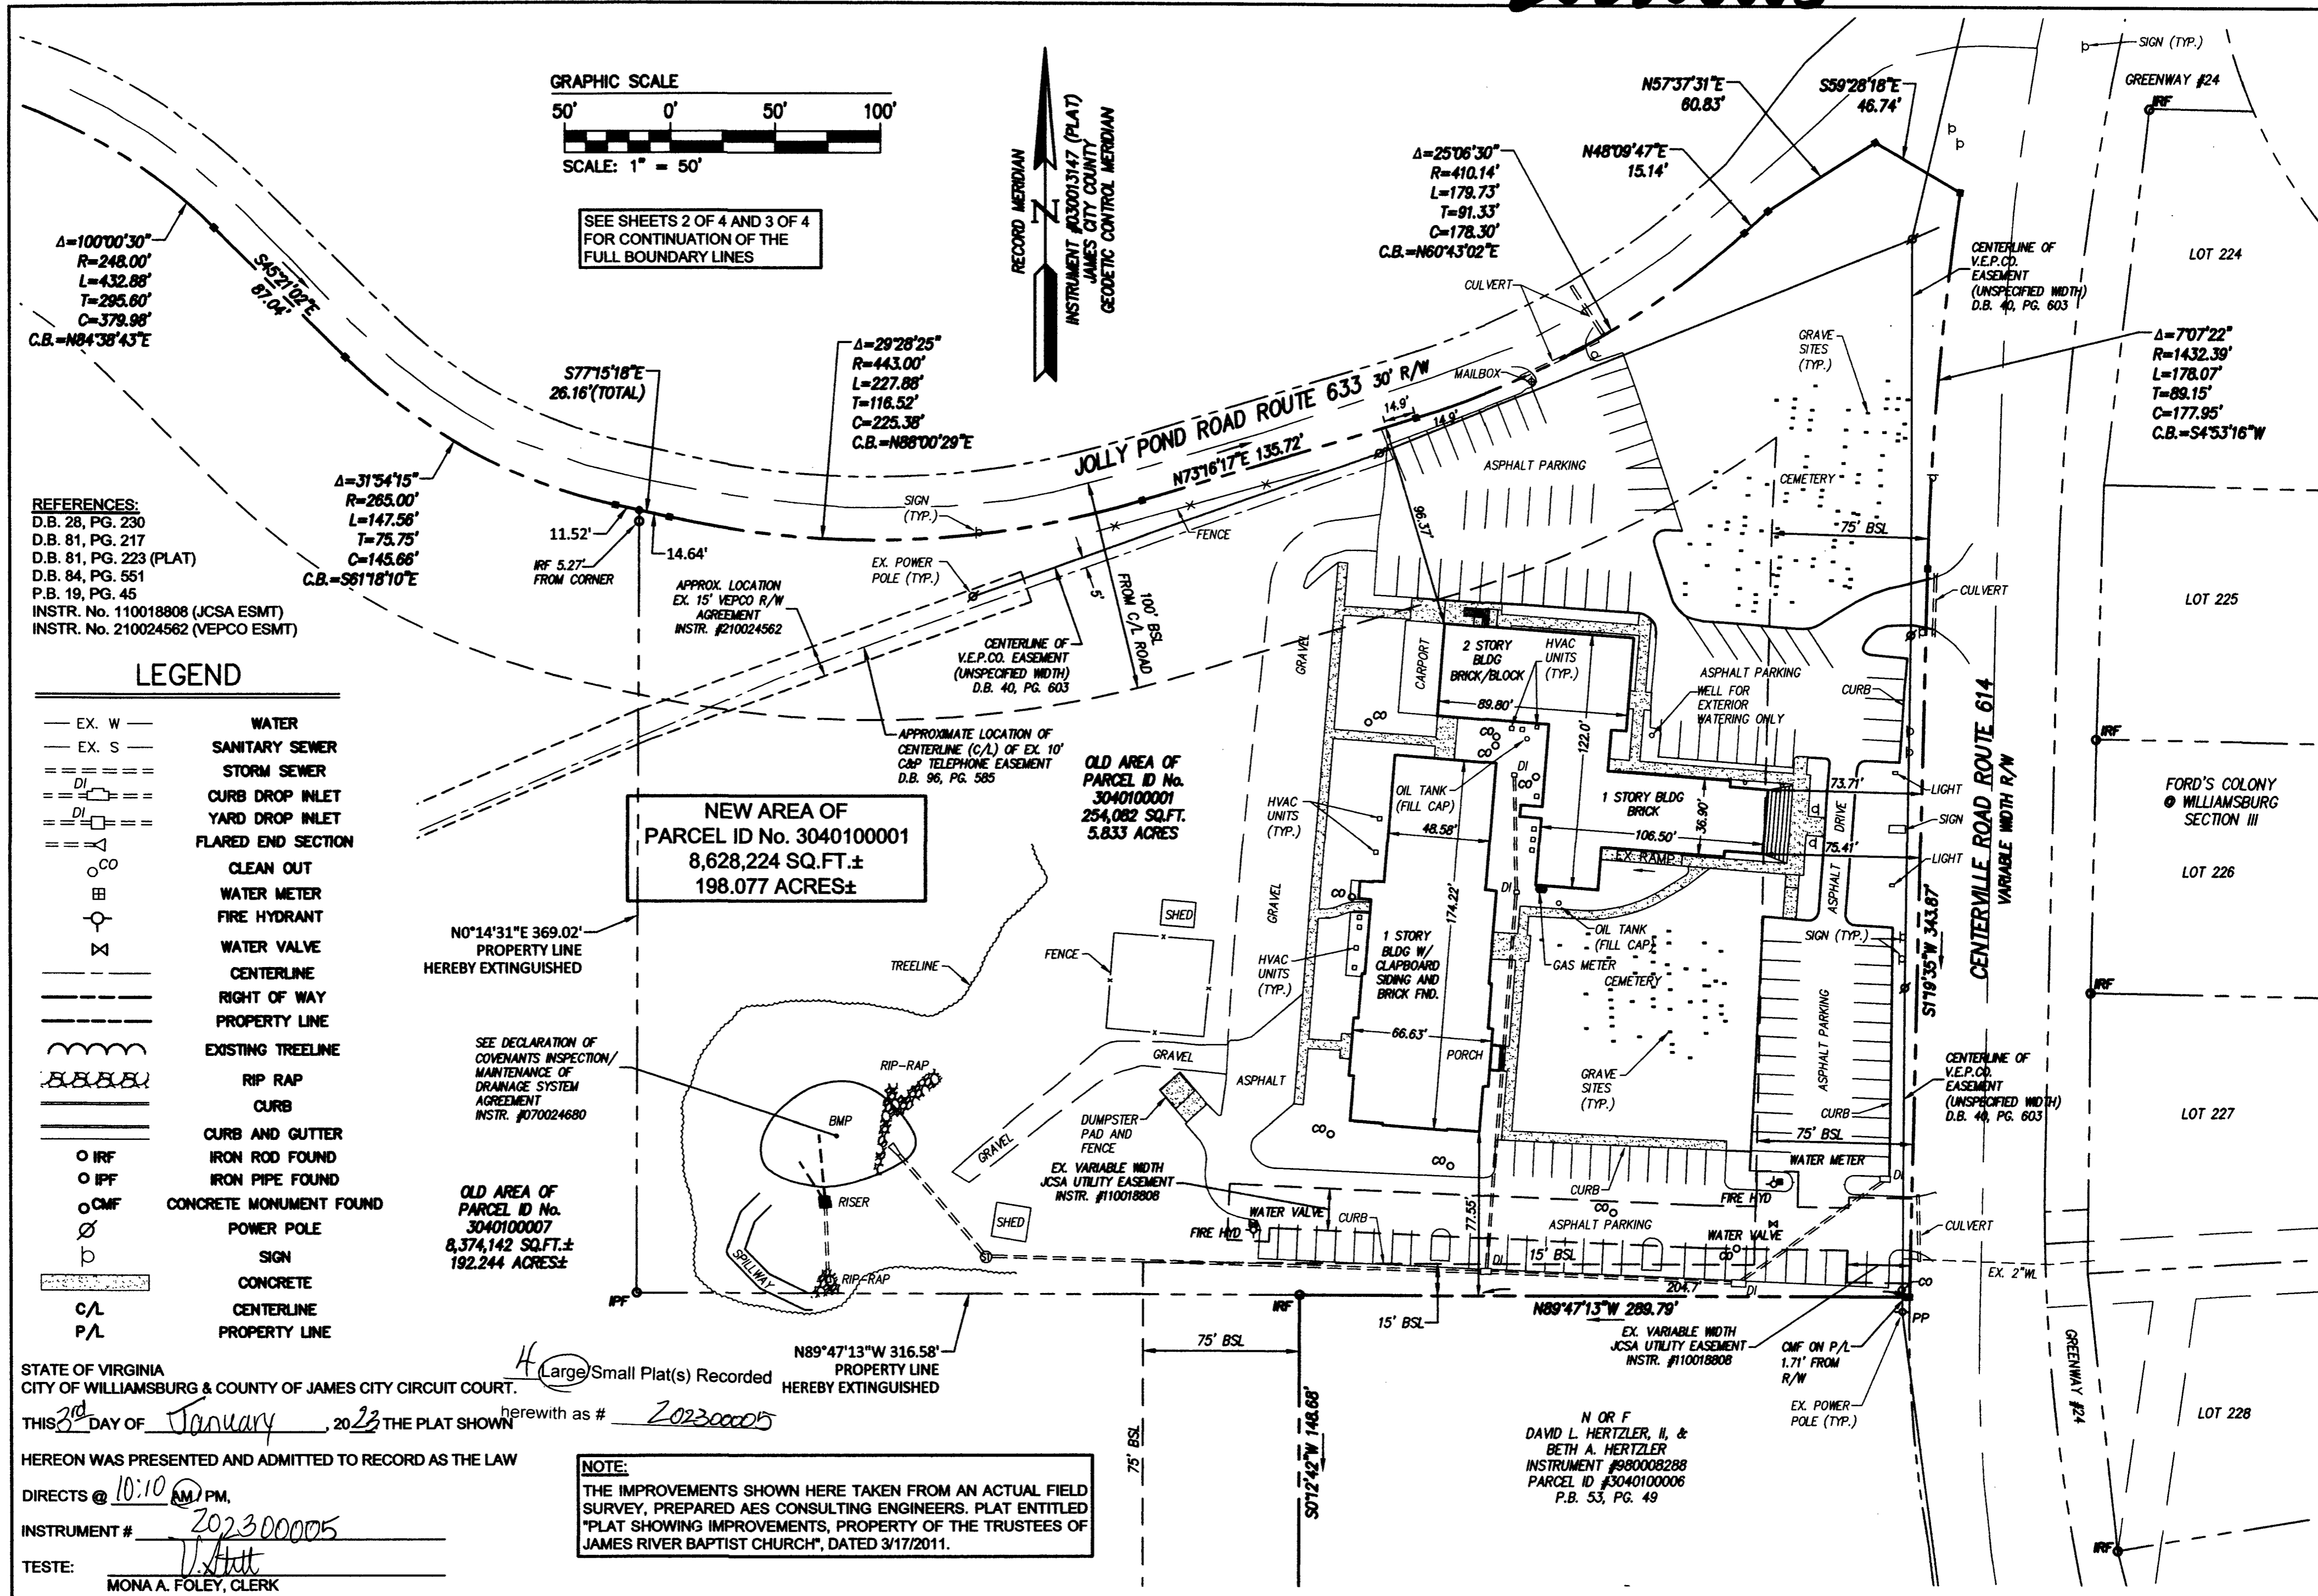 GRAPHIC SCALE
50' 0' 50' 100'
SCALE: 1" = 50'
SEE SHEETS 2 OF 4 AND 3 OF 4
FOR CONTINUATION OF THE
FULL BOUNDARY LINES
RECORD MERIDIAN
N
INSTRUMENT #030013147 (PLAT)
JAMES CITY COUNTY
GEODETIC CONTROL MERIDIAN
Δ=100°00'30"
R=248.00'
L=432.88'
T=295.60'
C=379.98'
C.B.=N84°38'43"E
S45°21'02"E
87.04'
S77°15'18"E
26.16'(TOTAL)
Δ=29°28'25"
R=443.00'
L=227.88'
T=116.52'
C=225.38'
C.B.=N88°00'29"E
Δ=31°54'15"
R=265.00'
L=147.56'
T=75.75'
C=145.66'
C.B.=S61°18'10"E
11.52'
14.64'
IRF 5.27'
FROM CORNER
Δ=25°06'30"
R=410.14'
L=179.73'
T=91.33'
C=178.30'
C.B.=N60°43'02"E
N57°37'31"E
60.83'
S59°28'18"E
46.74'
N48°09'47"E
15.14'
SIGN (TYP.)
GREENWAY #24
IRF
LOT 224
CENTERLINE OF
V.E.P.CO.
EASEMENT
(UNSPECIFIED WIDTH)
D.B. 40, PG. 603
Δ=7°07'22"
R=1432.39'
L=178.07'
T=89.15'
C=177.95'
C.B.=S4°53'16"W
CULVERT
MAILBOX
14.9'
14.9'
GRAVE
SITES
(TYP.)
ASPHALT PARKING
CEMETERY
75' BSL
CULVERT
LOT 225
JOLLY POND ROAD ROUTE 633 30' R/W
N73°16'17"E 135.72'
SIGN
(TYP.)
FENCE
96.37'
EX. POWER
POLE (TYP.)
5'
100' BSL
FROM C/L ROAD
APPROX. LOCATION
EX. 15' VEPCO R/W
AGREEMENT
INSTR. #210024562
CENTERLINE OF
V.E.P.CO. EASEMENT
(UNSPECIFIED WIDTH)
D.B. 40, PG. 603
APPROXIMATE LOCATION OF
CENTERLINE (C/L) OF EX. 10'
C&P TELEPHONE EASEMENT
D.B. 96, PG. 585
REFERENCES:
D.B. 28, PG. 230
D.B. 81, PG. 217
D.B. 81, PG. 223 (PLAT)
D.B. 84, PG. 551
P.B. 19, PG. 45
INSTR. No. 110018808 (JCSA ESMT)
INSTR. No. 210024562 (VEPCO ESMT)
LEGEND
EX. W WATER
EX. S SANITARY SEWER
STORM SEWER
DI CURB DROP INLET
DI YARD DROP INLET
FLARED END SECTION
CO CLEAN OUT
WATER METER
FIRE HYDRANT
WATER VALVE
CENTERLINE
RIGHT OF WAY
PROPERTY LINE
EXISTING TREELINE
RIP RAP
CURB
CURB AND GUTTER
IRF IRON ROD FOUND
IPF IRON PIPE FOUND
CMF CONCRETE MONUMENT FOUND
POWER POLE
SIGN
CONCRETE
C/L CENTERLINE
P/L PROPERTY LINE
NEW AREA OF
PARCEL ID No. 3040100001
8,628,224 SQ.FT.±
198.077 ACRES±
OLD AREA OF
PARCEL ID No.
3040100001
254,082 SQ.FT.
5.833 ACRES
N0°14'31"E 369.02'
PROPERTY LINE
HEREBY EXTINGUISHED
GRAVEL
CARPORT
2 STORY
BLDG
BRICK/BLOCK
HVAC
UNITS
(TYP.)
89.80'
122.0'
CO
CO
CO
ASPHALT PARKING
WELL FOR
EXTERIOR
WATERING ONLY
CURB
DI
CO
OIL TANK
(FILL CAP)
48.58'
1 STORY BLDG
BRICK
36.90'
106.50'
EX RAMP
73.71'
75.41'
d
d
ASPHALT DRIVE
LIGHT
SIGN
LIGHT
CENTERVILLE ROAD ROUTE 614
VARIABLE WIDTH R/W
S1°19'35"W 343.87'
IRF
FORD'S COLONY
@ WILLIAMSBURG
SECTION III
LOT 226
IRF
HVAC
UNITS
(TYP.)
GRAVEL
CO
DI
174.22'
SHED
FENCE
TREELINE
HVAC
UNITS
(TYP.)
1 STORY
BLDG W/
CLAPBOARD
SIDING AND
BRICK FND.
66.63'
PORCH
OIL TANK
(FILL CAP)
GAS METER
CEMETERY
GRAVE
SITES
(TYP.)
SIGN (TYP.)
ASPHALT PARKING
CURB
75' BSL
CENTERLINE OF
V.E.P.CO.
EASEMENT
(UNSPECIFIED WIDTH)
D.B. 40, PG. 603
LOT 227
SEE DECLARATION OF
COVENANTS INSPECTION/
MAINTENANCE OF
DRAINAGE SYSTEM
AGREEMENT
INSTR. #070024680
RIP-RAP
BMP
GRAVEL
ASPHALT
DUMPSTER
PAD AND
FENCE
GRAVEL
CO
CO
EX. VARIABLE WIDTH
JCSA UTILITY EASEMENT
INSTR. #110018808
RISER
SHED
SPILLWAY
RIP-RAP
OLD AREA OF
PARCEL ID No.
3040100007
8,374,142 SQ.FT.±
192.244 ACRES±
IPF
FIRE HYD
WATER VALVE
CURB
77.55'
CURB
CO
WATER METER
FIRE HYD
ASPHALT PARKING
WATER VALVE
CO
DI
CULVERT
EX. 2"WL
DI
15' BSL
204.7'
DI
CO
PP
IRF
N89°47'13"W 289.79'
15' BSL
75' BSL
N89°47'13"W 316.58'
PROPERTY LINE
HEREBY EXTINGUISHED
EX. VARIABLE WIDTH
JCSA UTILITY EASEMENT
INSTR. #110018808
CMF ON P/L
1.71' FROM
R/W
EX. POWER
POLE (TYP.)
GREENWAY #24
LOT 228
IRF
75' BSL
S0°12'42"W 148.68'
N OR F
DAVID L. HERTZLER, II, &
BETH A. HERTZLER
INSTRUMENT #980008288
PARCEL ID #3040100006
P.B. 53, PG. 49
STATE OF VIRGINIA
CITY OF WILLIAMSBURG & COUNTY OF JAMES CITY CIRCUIT COURT.
4 Large/Small Plat(s) Recorded
THIS 3rd DAY OF January, 2023 THE PLAT SHOWN
herewith as # 202300005
HEREON WAS PRESENTED AND ADMITTED TO RECORD AS THE LAW
DIRECTS @ 10:10 AM/PM,
INSTRUMENT # 202300005
TESTE:
MONA A. FOLEY, CLERK
NOTE:
THE IMPROVEMENTS SHOWN HERE TAKEN FROM AN ACTUAL FIELD
SURVEY, PREPARED AES CONSULTING ENGINEERS. PLAT ENTITLED
"PLAT SHOWING IMPROVEMENTS, PROPERTY OF THE TRUSTEES OF
JAMES RIVER BAPTIST CHURCH", DATED 3/17/2011.